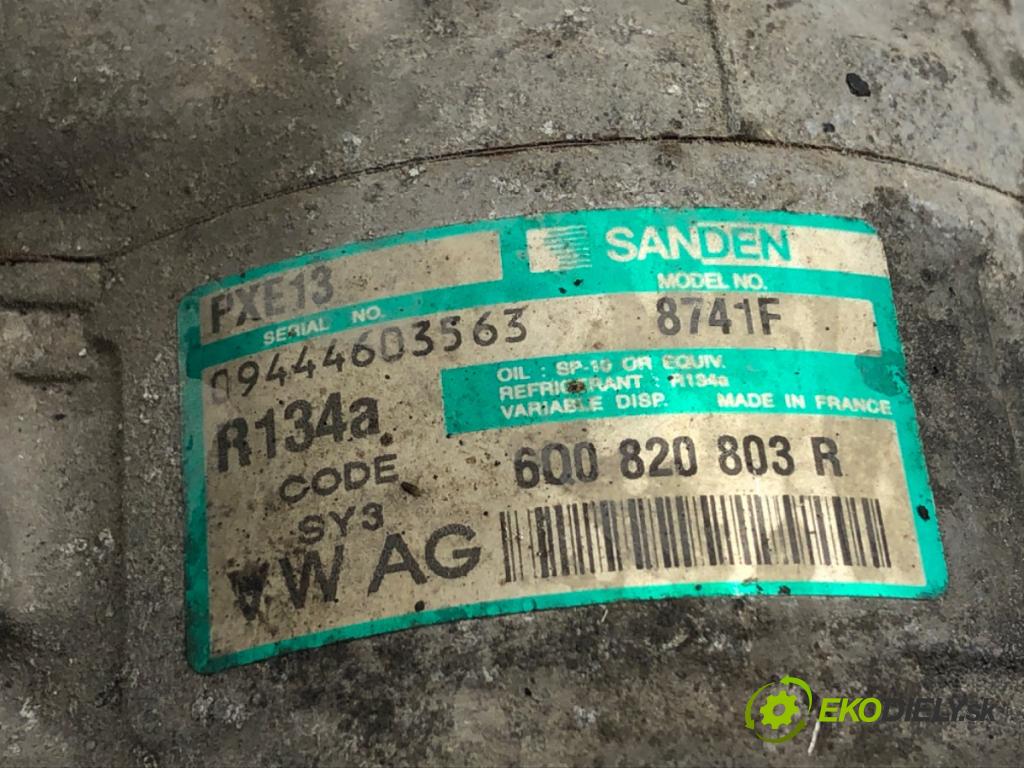 SANDEN
PXE13
SERIAL NO.
MODEL NO.
09444603563
8741F
OIL : SP-10 OR EQUIV.
REFRIGERANT : R134a
VARIABLE DISP. MADE IN FRANCE
R134a
6Q0 820 803 R
CODE
SY3
VW AG
EKODIELY.SK